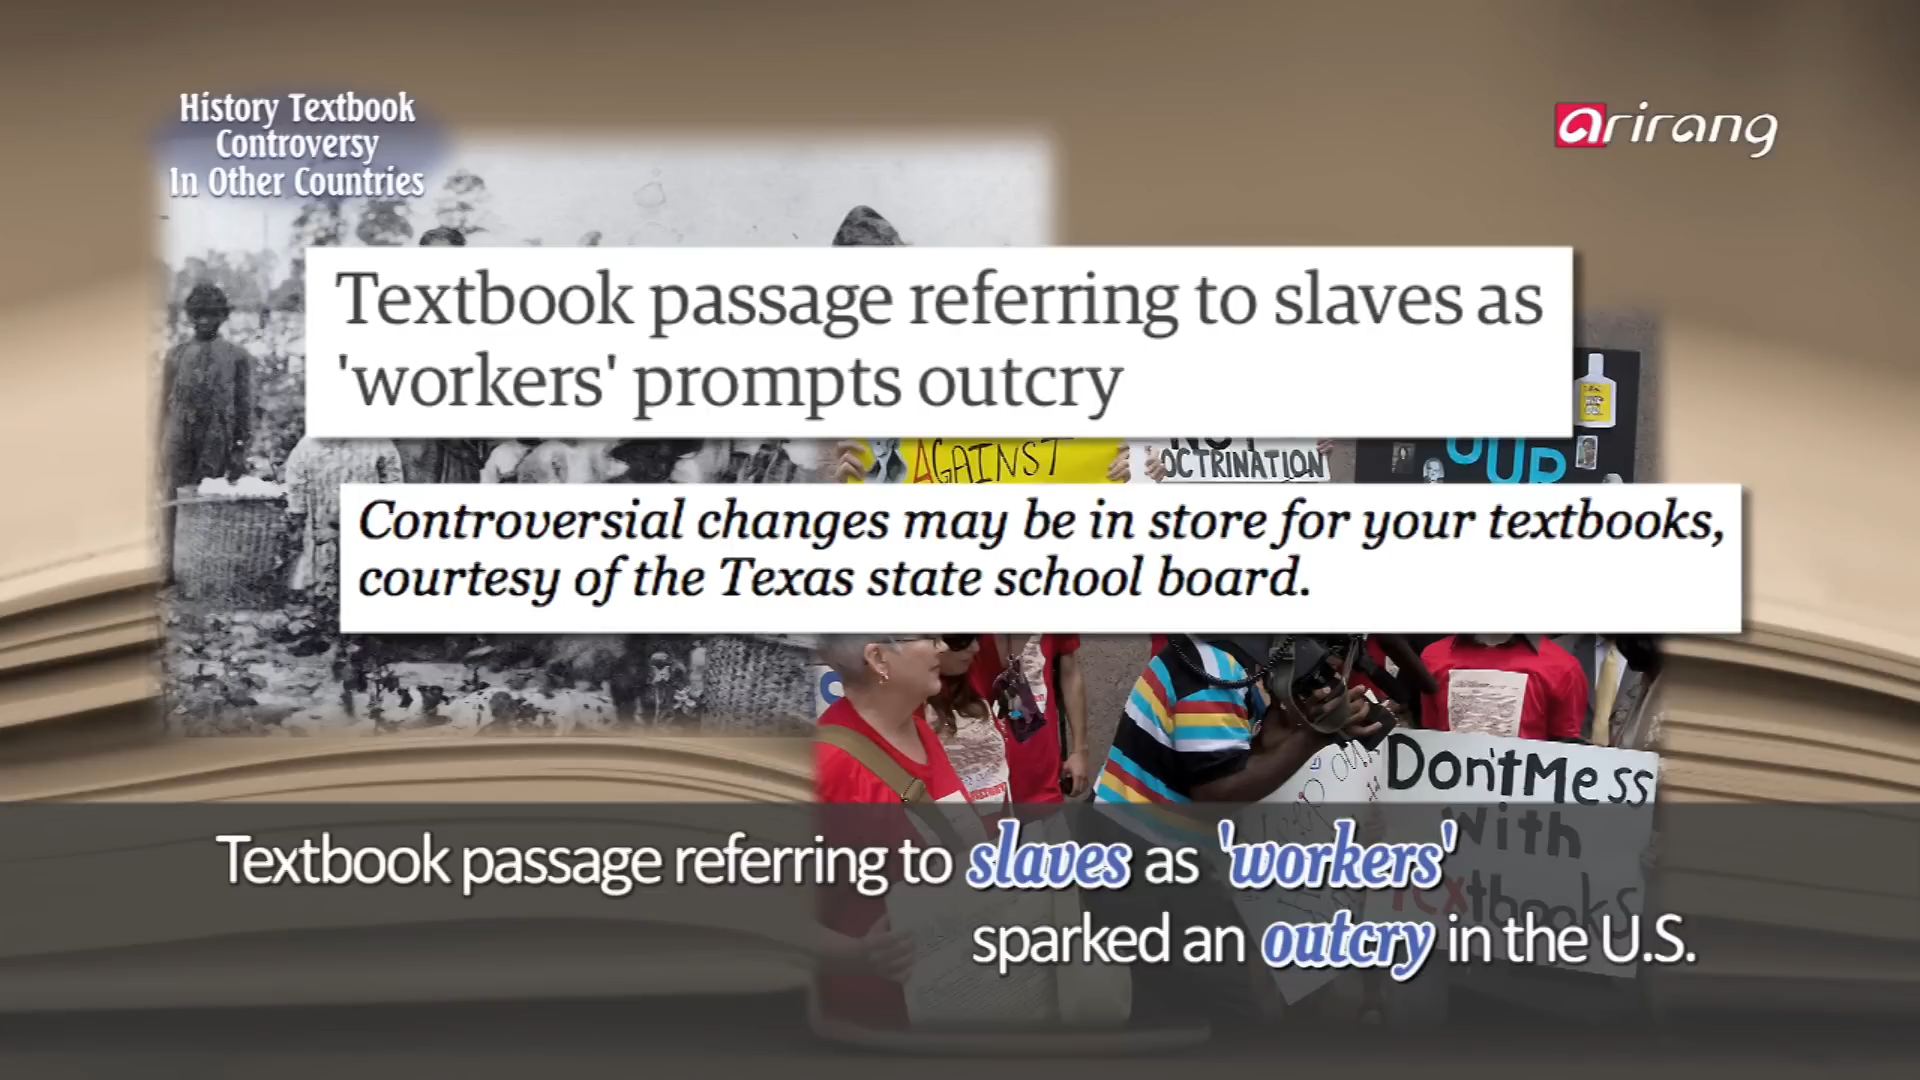 History Textbook
Controversy
In Other Countries
arirang
Textbook passage referring to slaves as
'workers' prompts outcry
AGAINST
OUR
Controversial changes may be in store for your textbooks,
courtesy of the Texas state school board.
Don't Mess
With
Textbooks
Textbook passage referring to slaves as 'workers'
sparked an outcry in the U.S.